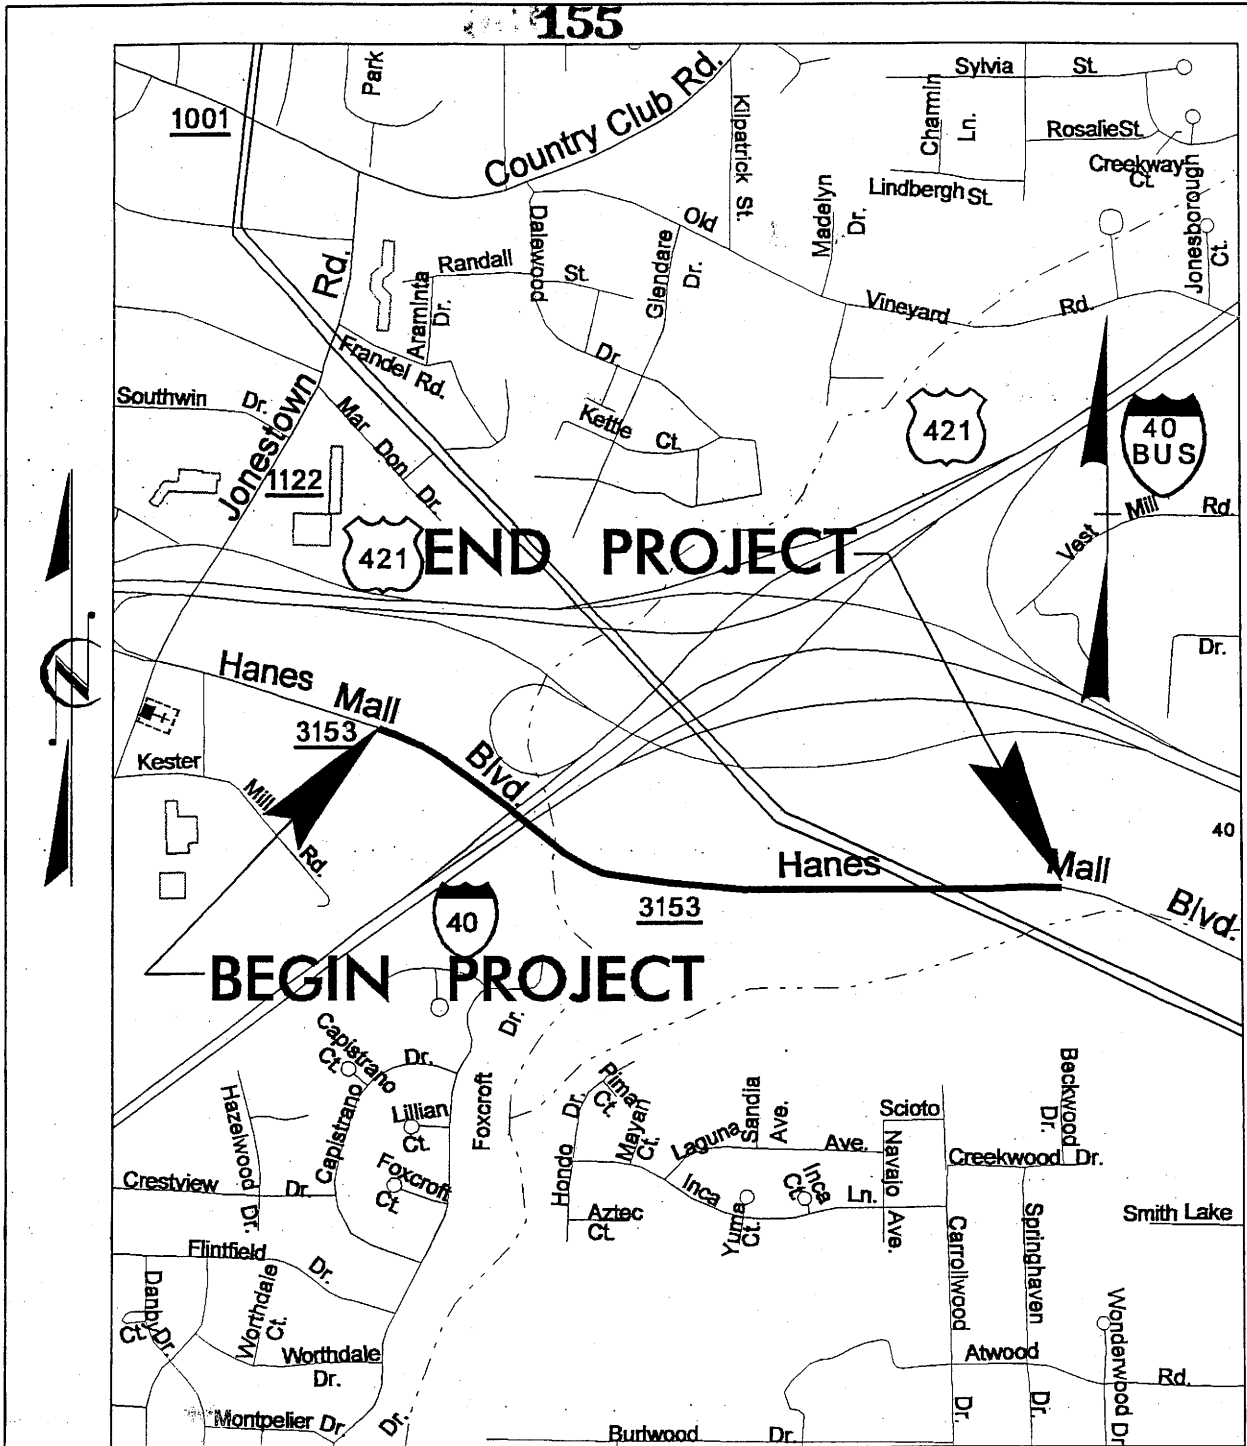 155
Park
Country Club Rd.
Kilpatrick St.
Sylvia St.
Charmin Ln.
Rosalie St.
Creekway Ct.
Lindbergh St.
Jonesborough Ct.
1001
Old Vineyard Rd.
Madelyn Dr.
Dalewood Dr.
Glendare Dr.
Randall St.
Araminta Dr.
Jonestown Rd.
Frandel Rd.
Southwin Dr.
Mar Don Dr.
Kettle Ct.
421
40
BUS
1122
421
END PROJECT
Vest Mill Rd.
Dr.
N
Hanes Mall Blvd.
3153
Kester Mill Rd.
40
Hanes Mall Blvd.
3153
40
BEGIN PROJECT
Dr.
Capistrano Ct.
Capistrano Dr.
Lillian Ct.
Foxcroft
Foxcroft Ct.
Hazelwood Dr.
Crestview Dr.
Pima Ct.
Mayan Ct.
Hondo Dr.
Laguna Ave.
Sandia Ave.
Scioto
Navajo Ave.
Beckwood Dr.
Creekwood Dr.
Inca Ln.
Inca Ct.
Yuma Ct.
Aztec Ct.
Smith Lake
Carrollwood Dr.
Springhaven Dr.
Flintfield Dr.
Danby Dr.
Ct.
Worthdale Ct.
Worthdale Dr.
Wonderwood Dr
Atwood Rd.
Montpelier Dr.
Dr.
Burlwood Dr.